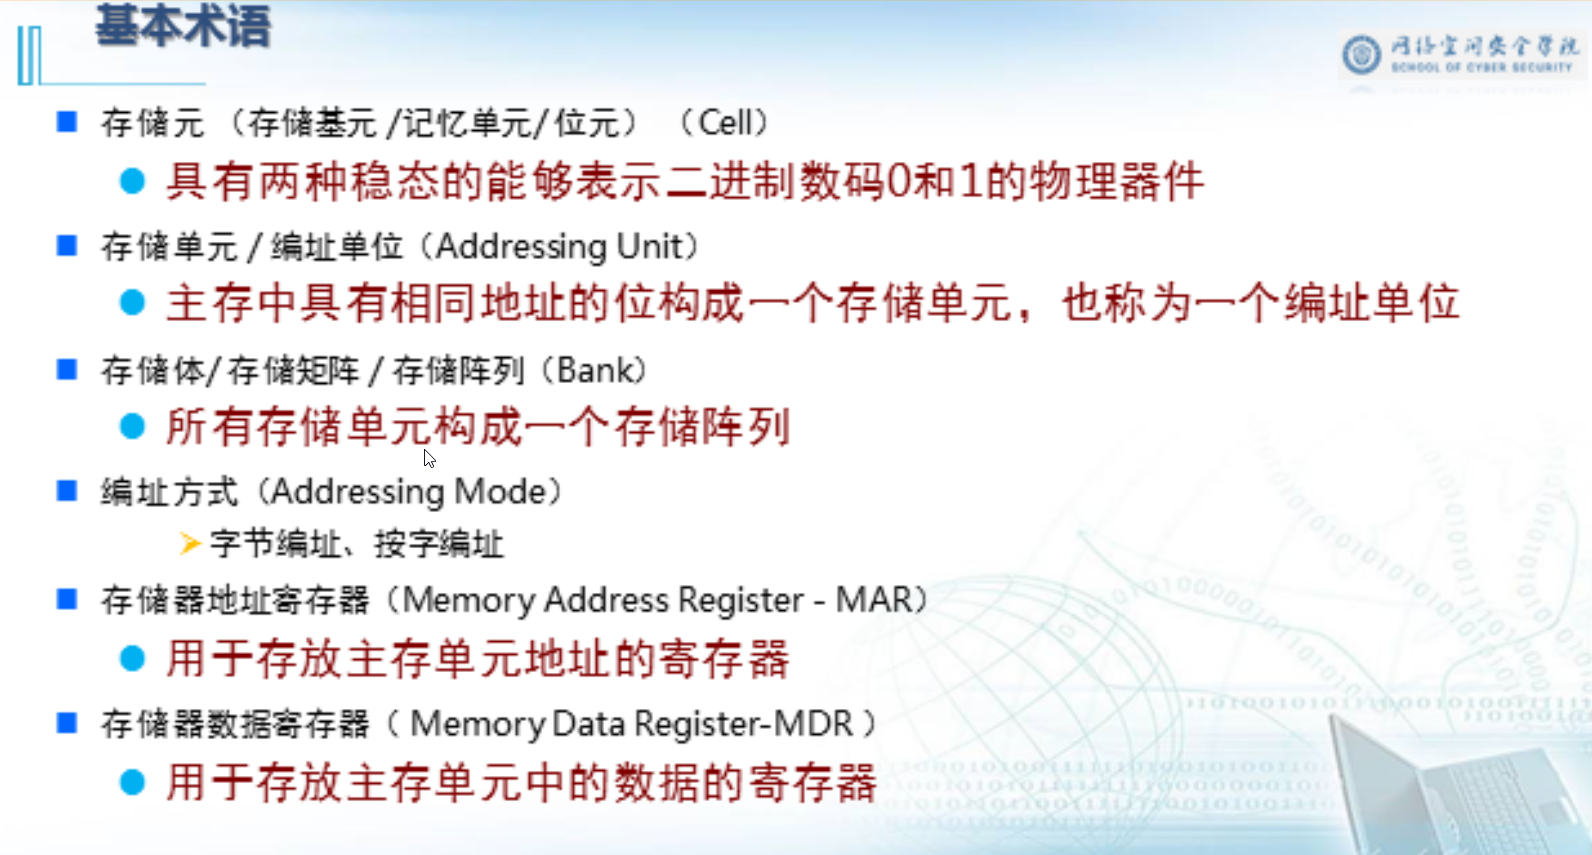 基本术语
网络空间安全学院
SCHOOL OF CYBER SECURITY
存储元（存储基元/记忆单元/位元）（Cell）
具有两种稳态的能够表示二进制数码0和1的物理器件
存储单元/编址单位（Addressing Unit）
主存中具有相同地址的位构成一个存储单元，也称为一个编址单位
存储体/存储矩阵/存储阵列（Bank）
所有存储单元构成一个存储阵列
编址方式（Addressing Mode）
字节编址、按字编址
存储器地址寄存器（Memory Address Register - MAR）
用于存放主存单元地址的寄存器
存储器数据寄存器（ Memory Data Register-MDR ）
用于存放主存单元中的数据的寄存器